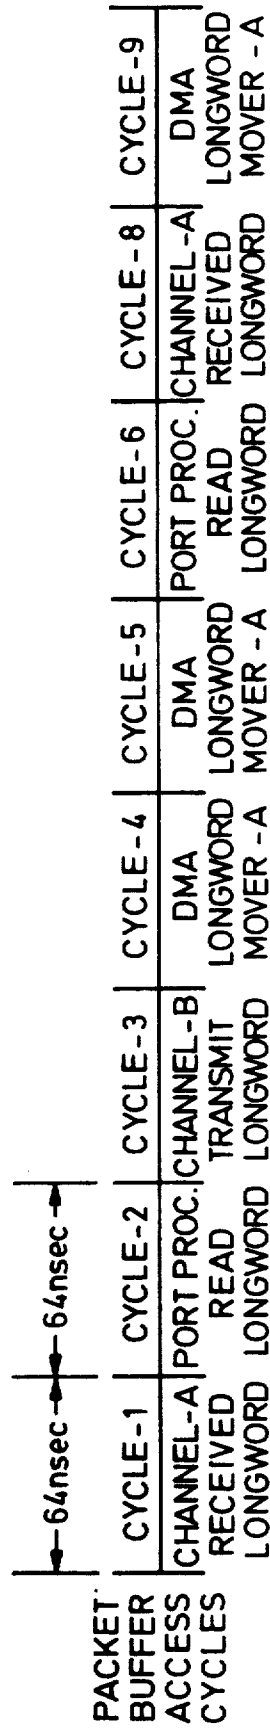 64nsec 64nsec
PACKET
BUFFER
ACCESS
CYCLES
CYCLE-1
CHANNEL-A
RECEIVED
LONGWORD
CYCLE-2
PORT PROC.
READ
LONGWORD
CYCLE-3
CHANNEL-B
TRANSMIT
LONGWORD
CYCLE-4
DMA
LONGWORD
MOVER-A
CYCLE-5
DMA
LONGWORD
MOVER-A
CYCLE-6
PORT PROC.
READ
LONGWORD
CYCLE-8
CHANNEL-A
RECEIVED
LONGWORD
CYCLE-9
DMA
LONGWORD
MOVER-A